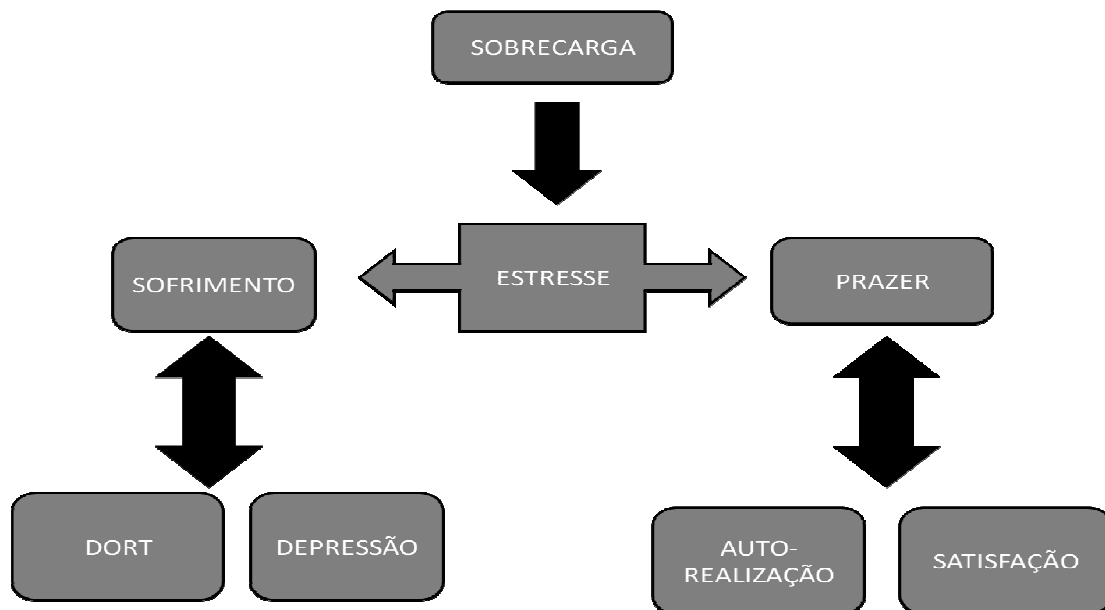 SOBRECARGA
SOFRIMENTO
ESTRESSE
PRAZER
DORT
DEPRESSÃO
AUTO-
REALIZAÇÃO
SATISFAÇÃO